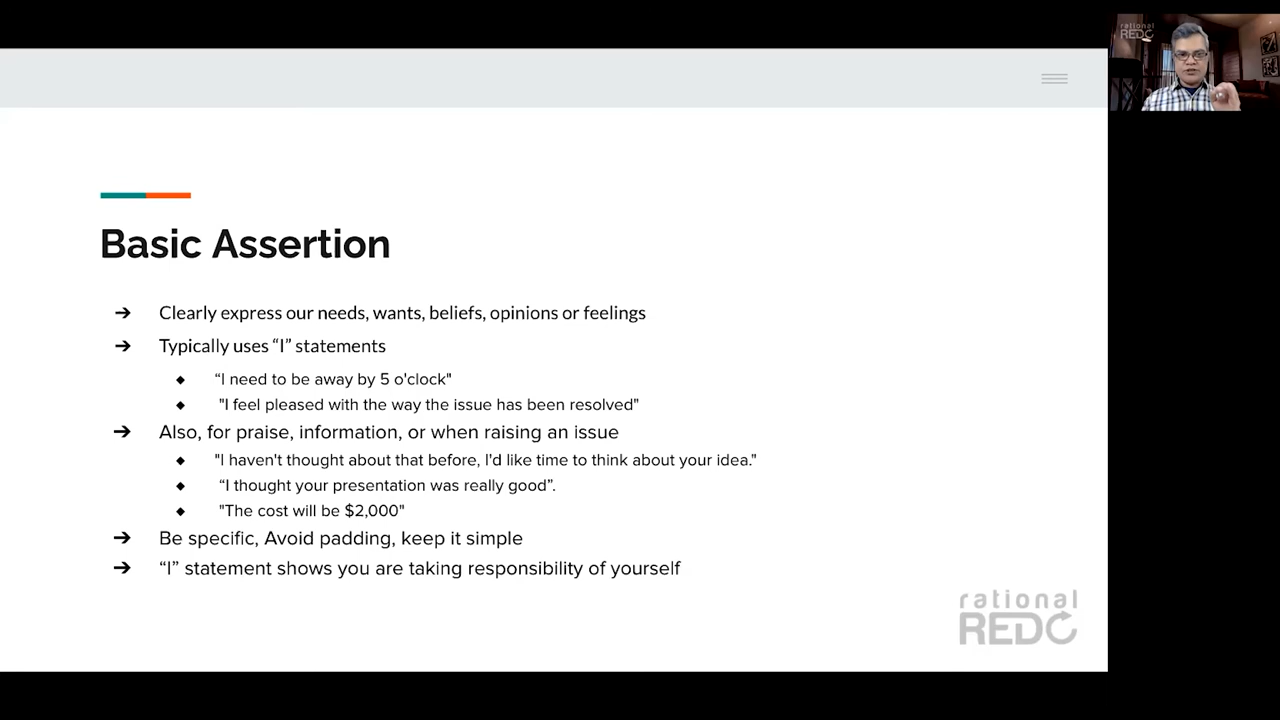 rational
REDO
Basic Assertion
➔ Clearly express our needs, wants, beliefs, opinions or feelings
➔ Typically uses “I” statements
◆ “I need to be away by 5 o'clock"
◆ "I feel pleased with the way the issue has been resolved"
➔ Also, for praise, information, or when raising an issue
◆ "I haven't thought about that before, I'd like time to think about your idea."
◆ “I thought your presentation was really good”.
◆ "The cost will be $2,000"
➔ Be specific, Avoid padding, keep it simple
➔ “I” statement shows you are taking responsibility of yourself
rational
REDO